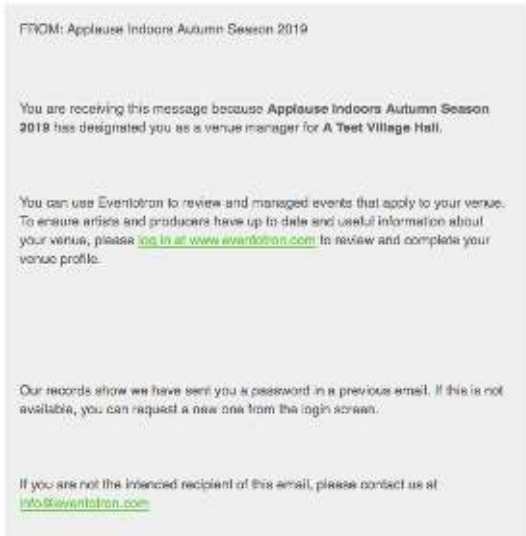 FROM: Applause Indoors Autumn Season 2019
You are receiving this message because Applause Indoors Autumn Season
2019 has designated you as a venue manager for A Test Village Hall.
You can use Eventotron to review and managed events that apply to your venue.
To ensure artists and producers have up to date and useful information about
your venue, please log in at www.eventotron.com to review and complete your
venue profile.
Our records show we have sent you a password in a previous email. If this is not
available, you can request a new one from the login screen.
If you are not the intended recipient of this email, please contact us at
info@eventotron.com